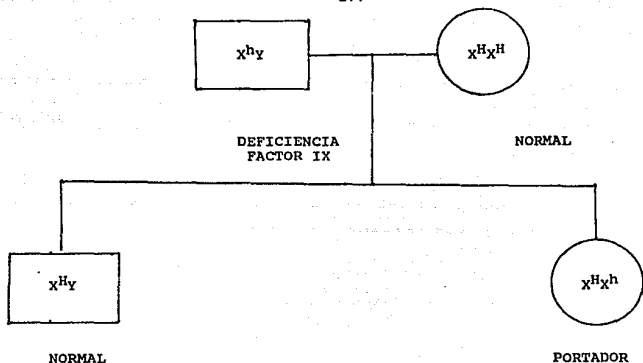 XhY XHXH
DEFICIENCIA NORMAL
FACTOR IX
XHY XHXh
NORMAL PORTADOR